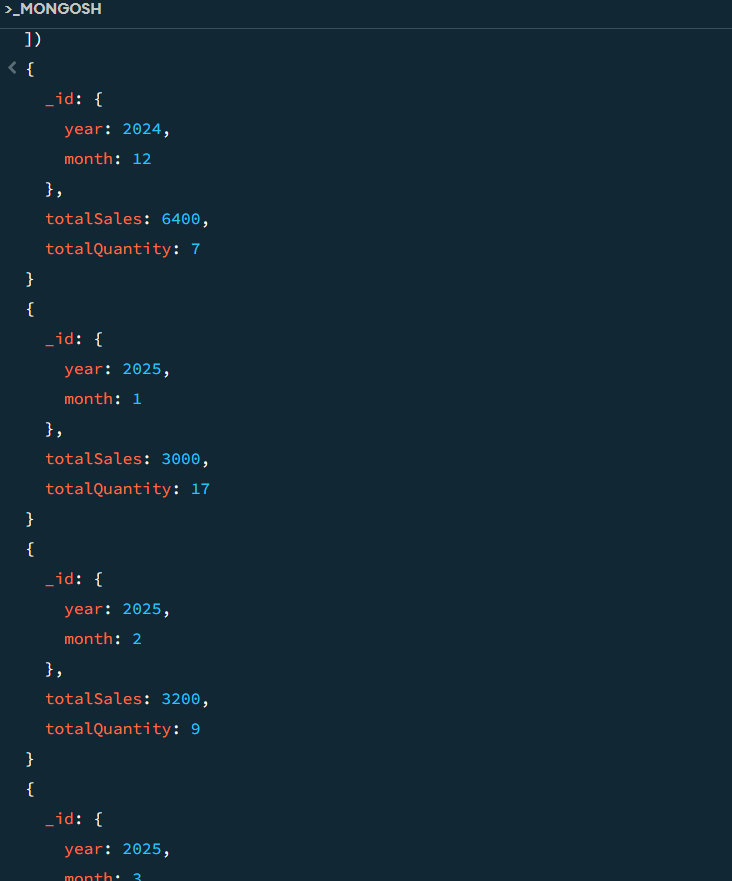 >_MONGOSH
])
{
_id: {
year: 2024,
month: 12
},
totalSales: 6400,
totalQuantity: 7
}
{
_id: {
year: 2025,
month: 1
},
totalSales: 3000,
totalQuantity: 17
}
{
_id: {
year: 2025,
month: 2
},
totalSales: 3200,
totalQuantity: 9
}
{
_id: {
year: 2025,
month: 3